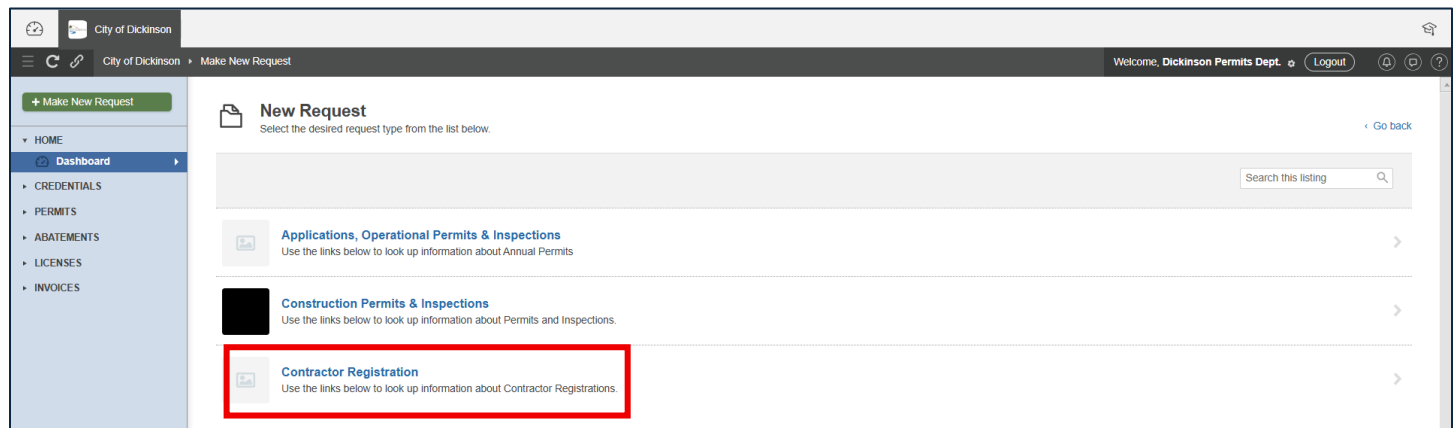 City of Dickinson
City of Dickinson ▸ Make New Request
Welcome, Dickinson Permits Dept.
Logout
?
+ Make New Request
HOME
Dashboard
CREDENTIALS
PERMITS
ABATEMENTS
LICENSES
INVOICES
New Request
Select the desired request type from the list below.
‹ Go back
Search this listing
Applications, Operational Permits & Inspections
Use the links below to look up information about Annual Permits
Construction Permits & Inspections
Use the links below to look up information about Permits and Inspections.
Contractor Registration
Use the links below to look up information about Contractor Registrations.